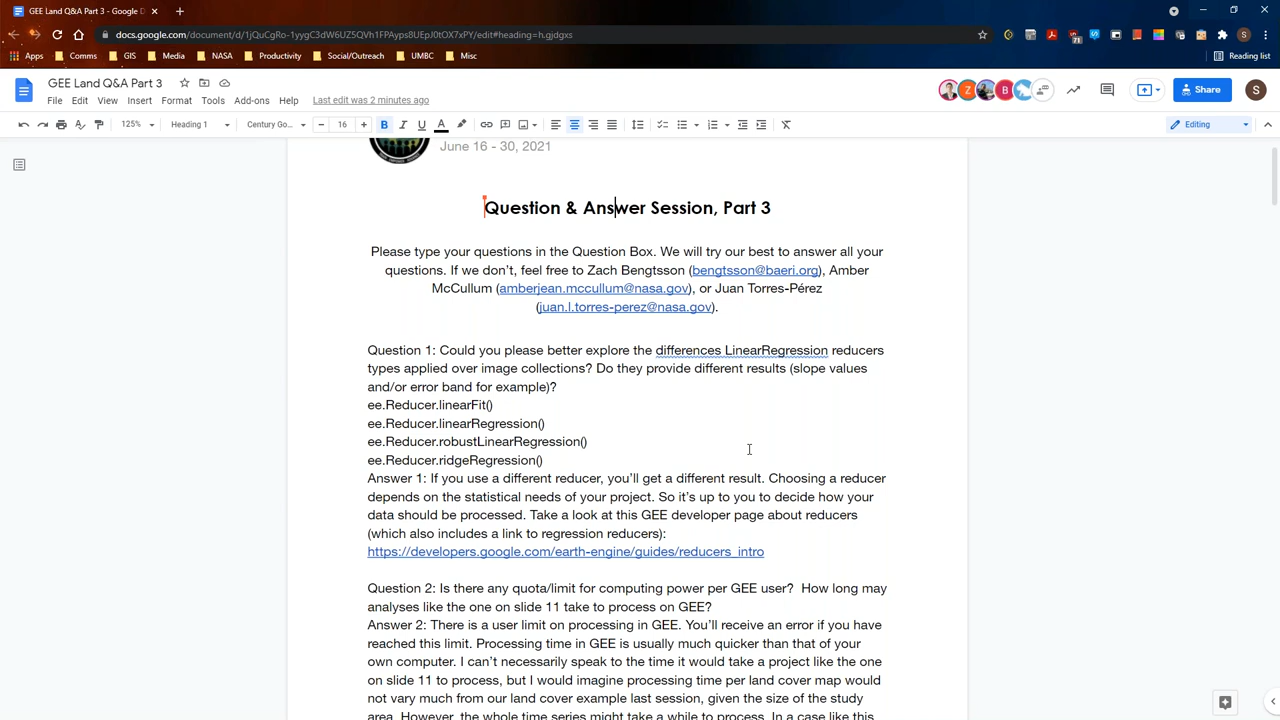 GEE Land Q&A Part 3 - Google D
docs.google.com/document/d/1jQuCgRo-1yygC3dW6UZ5QVh1FPAyps8UEpJ0tOX7xPY/edit#heading=h.gjdgxs
Apps Comms GIS Media NASA Productivity Social/Outreach UMBC Misc Reading list
GEE Land Q&A Part 3
File Edit View Insert Format Tools Add-ons Help Last edit was 2 minutes ago
Share
S
125% Heading 1 Century Go... 16 Editing
June 16 - 30, 2021
Question & Answer Session, Part 3
Please type your questions in the Question Box. We will try our best to answer all your
questions. If we don't, feel free to Zach Bengtsson (bengtsson@baeri.org), Amber
McCullum (amberjean.mccullum@nasa.gov), or Juan Torres-Pérez
(juan.l.torres-perez@nasa.gov).
Question 1: Could you please better explore the differences LinearRegression reducers
types applied over image collections? Do they provide different results (slope values
and/or error band for example)?
ee.Reducer.linearFit()
ee.Reducer.linearRegression()
ee.Reducer.robustLinearRegression()
ee.Reducer.ridgeRegression()
Answer 1: If you use a different reducer, you'll get a different result. Choosing a reducer
depends on the statistical needs of your project. So it's up to you to decide how your
data should be processed. Take a look at this GEE developer page about reducers
(which also includes a link to regression reducers):
https://developers.google.com/earth-engine/guides/reducers_intro
Question 2: Is there any quota/limit for computing power per GEE user? How long may
analyses like the one on slide 11 take to process on GEE?
Answer 2: There is a user limit on processing in GEE. You'll receive an error if you have
reached this limit. Processing time in GEE is usually much quicker than that of your
own computer. I can't necessarily speak to the time it would take a project like the one
on slide 11 to process, but I would imagine processing time per land cover map would
not vary much from our land cover example last session, given the size of the study
area. However, the whole time series might take a while to process. In a case like this